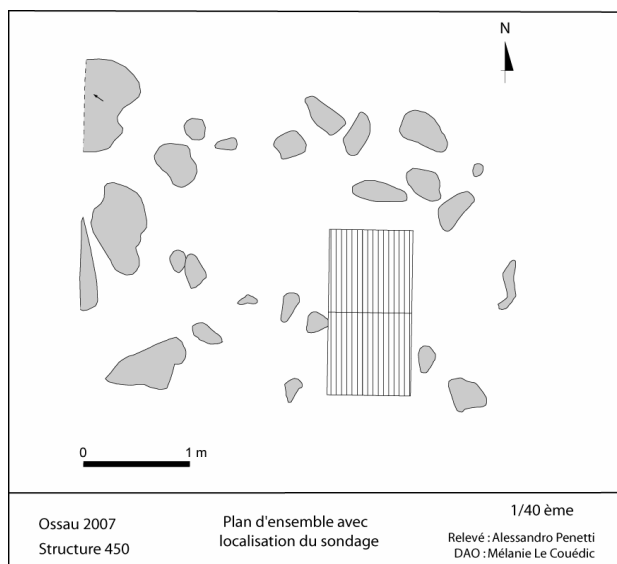 N
0 1 m
Ossau 2007
Structure 450
Plan d'ensemble avec
localisation du sondage
1/40 ème
Relevé : Alessandro Penetti
DAO : Mélanie Le Couédic